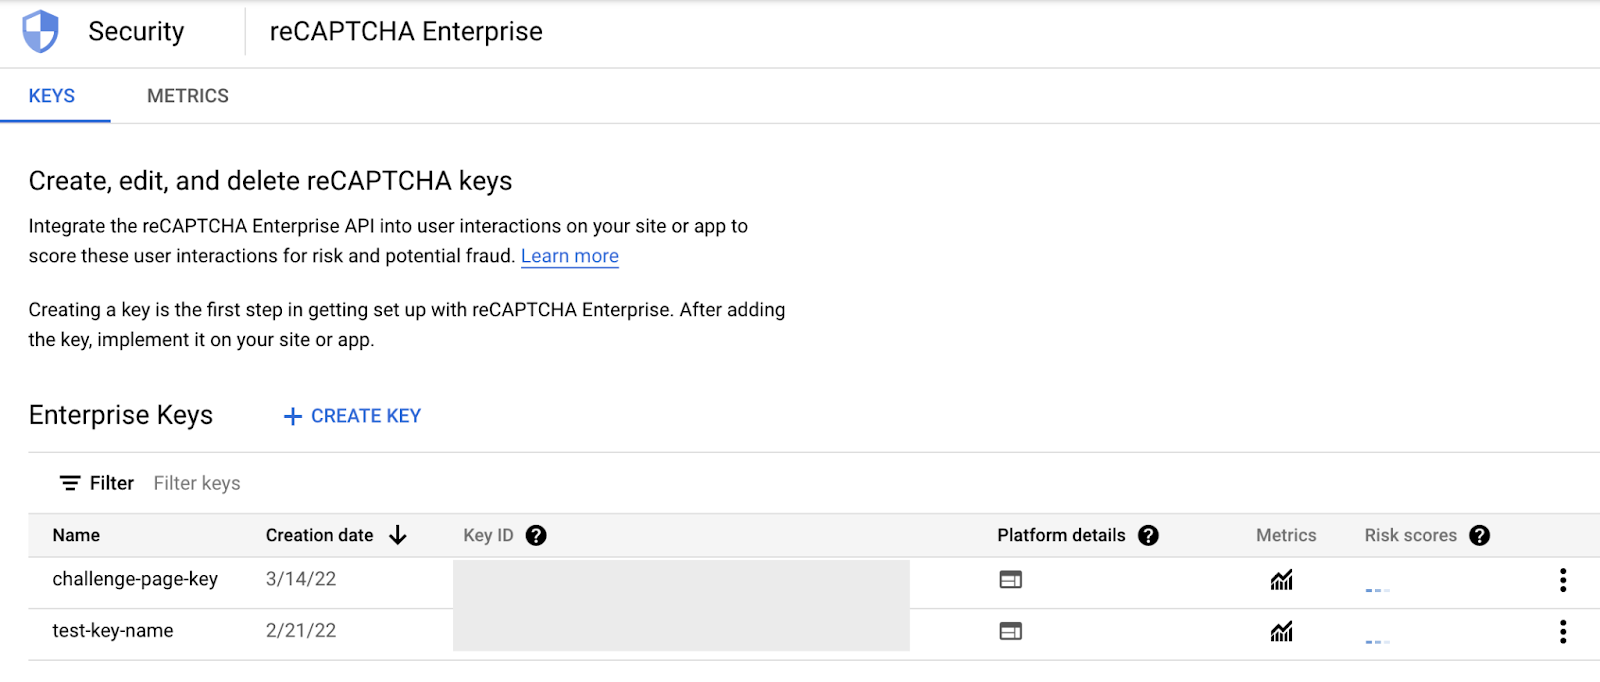 Security reCAPTCHA Enterprise
KEYS METRICS
Create, edit, and delete reCAPTCHA keys
Integrate the reCAPTCHA Enterprise API into user interactions on your site or app to
score these user interactions for risk and potential fraud. Learn more
Creating a key is the first step in getting set up with reCAPTCHA Enterprise. After adding
the key, implement it on your site or app.
Enterprise Keys + CREATE KEY
Filter Filter keys
Name Creation date Key ID ? Platform details ? Metrics Risk scores ?
challenge-page-key 3/14/22
test-key-name 2/21/22